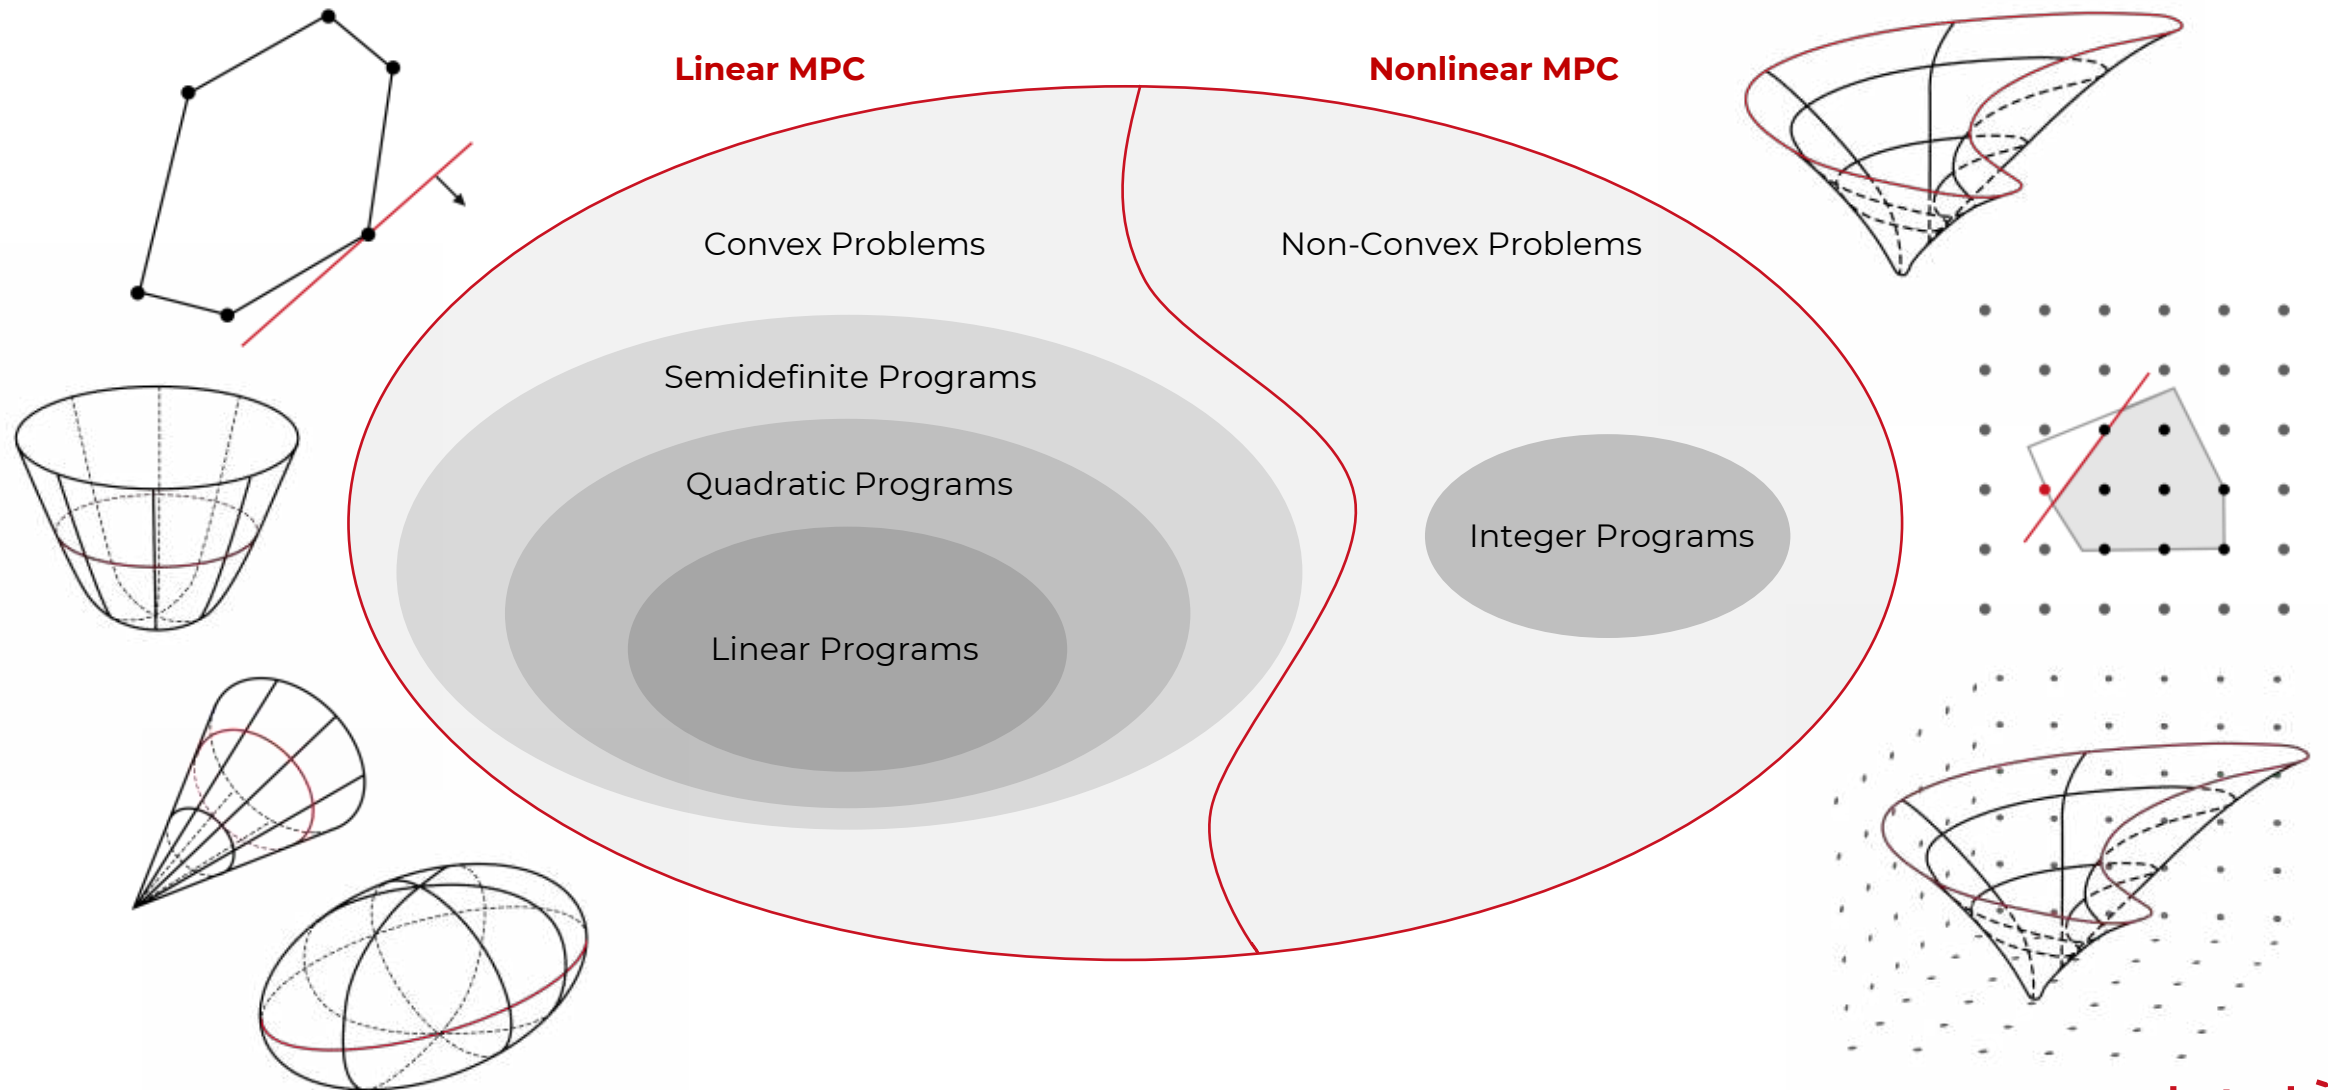 Linear MPC
Nonlinear MPC
Convex Problems
Non-Convex Problems
Semidefinite Programs
Quadratic Programs
Integer Programs
Linear Programs